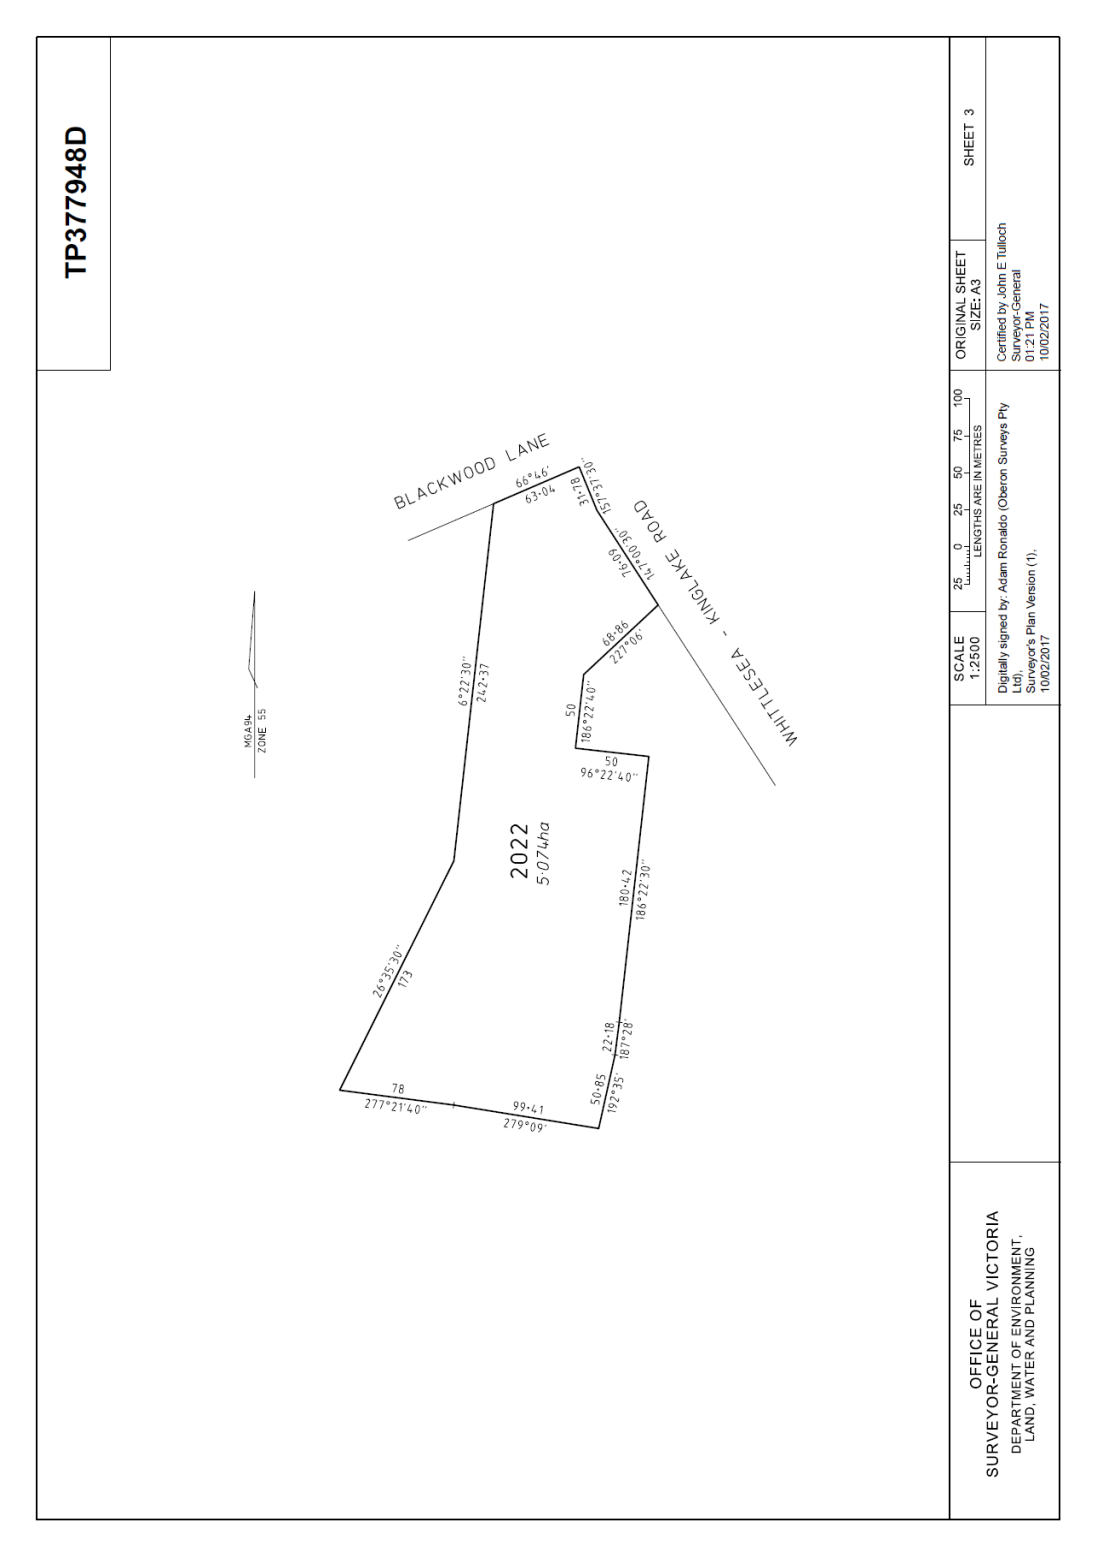 TP377948D
MGA94
ZONE 55
BLACKWOOD LANE
66°46'
63·04
31·78
157°37'30"
76·09
147°00'30"
WHITTLESEA - KINGLAKE ROAD
68·86
227°06'
50
186°22'40"
50
96°22'40"
6°22'30"
242·37
2022
5·074ha
180·42
186°22'30"
26°35'30"
173
22·18
187°28'
50·85
192°35'
78
277°21'40"
99·41
279°09'
OFFICE OF
SURVEYOR-GENERAL VICTORIA
DEPARTMENT OF ENVIRONMENT,
LAND, WATER AND PLANNING
SCALE
1:2500
25 0 25 50 75 100
LENGTHS ARE IN METRES
ORIGINAL SHEET
SIZE: A3
SHEET 3
Digitally signed by: Adam Ronaldo (Oberon Surveys Pty
Ltd),
Surveyor's Plan Version (1),
10/02/2017
Certified by John E Tulloch
Surveyor-General
01:21 PM
10/02/2017